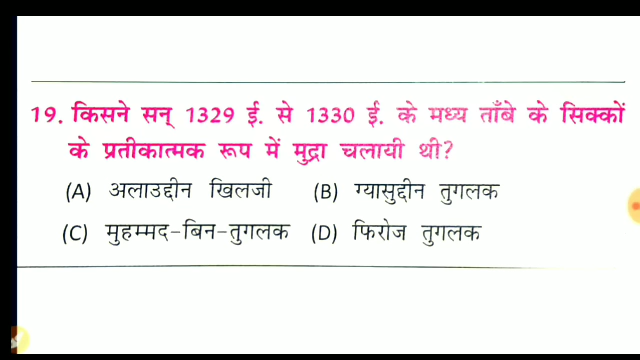 19. किसने सन् 1329 ई. से 1330 ई. के मध्य ताँबे के सिक्कों
के प्रतीकात्मक रूप में मुद्रा चलायी थी?
(A) अलाउद्दीन खिलजी (B) ग्यासुद्दीन तुगलक
(C) मुहम्मद-बिन-तुगलक (D) फिरोज तुगलक